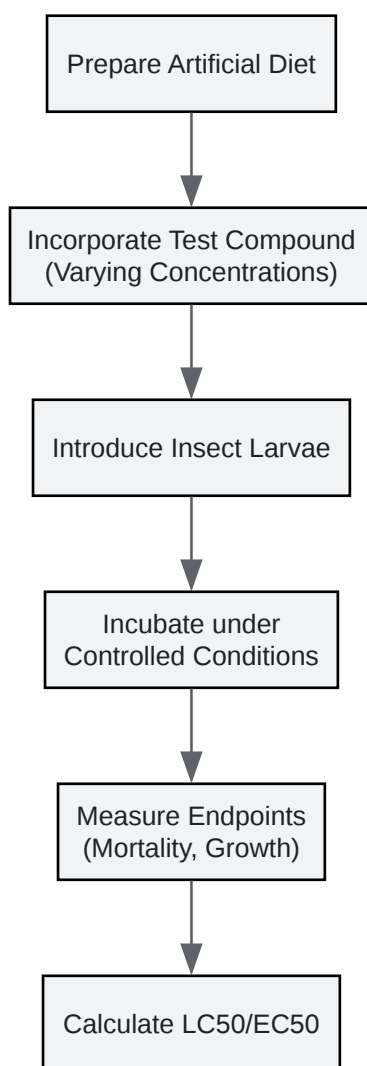 Prepare Artificial Diet
Incorporate Test Compound
(Varying Concentrations)
Introduce Insect Larvae
Incubate under
Controlled Conditions
Measure Endpoints
(Mortality, Growth)
Calculate LC50/EC50